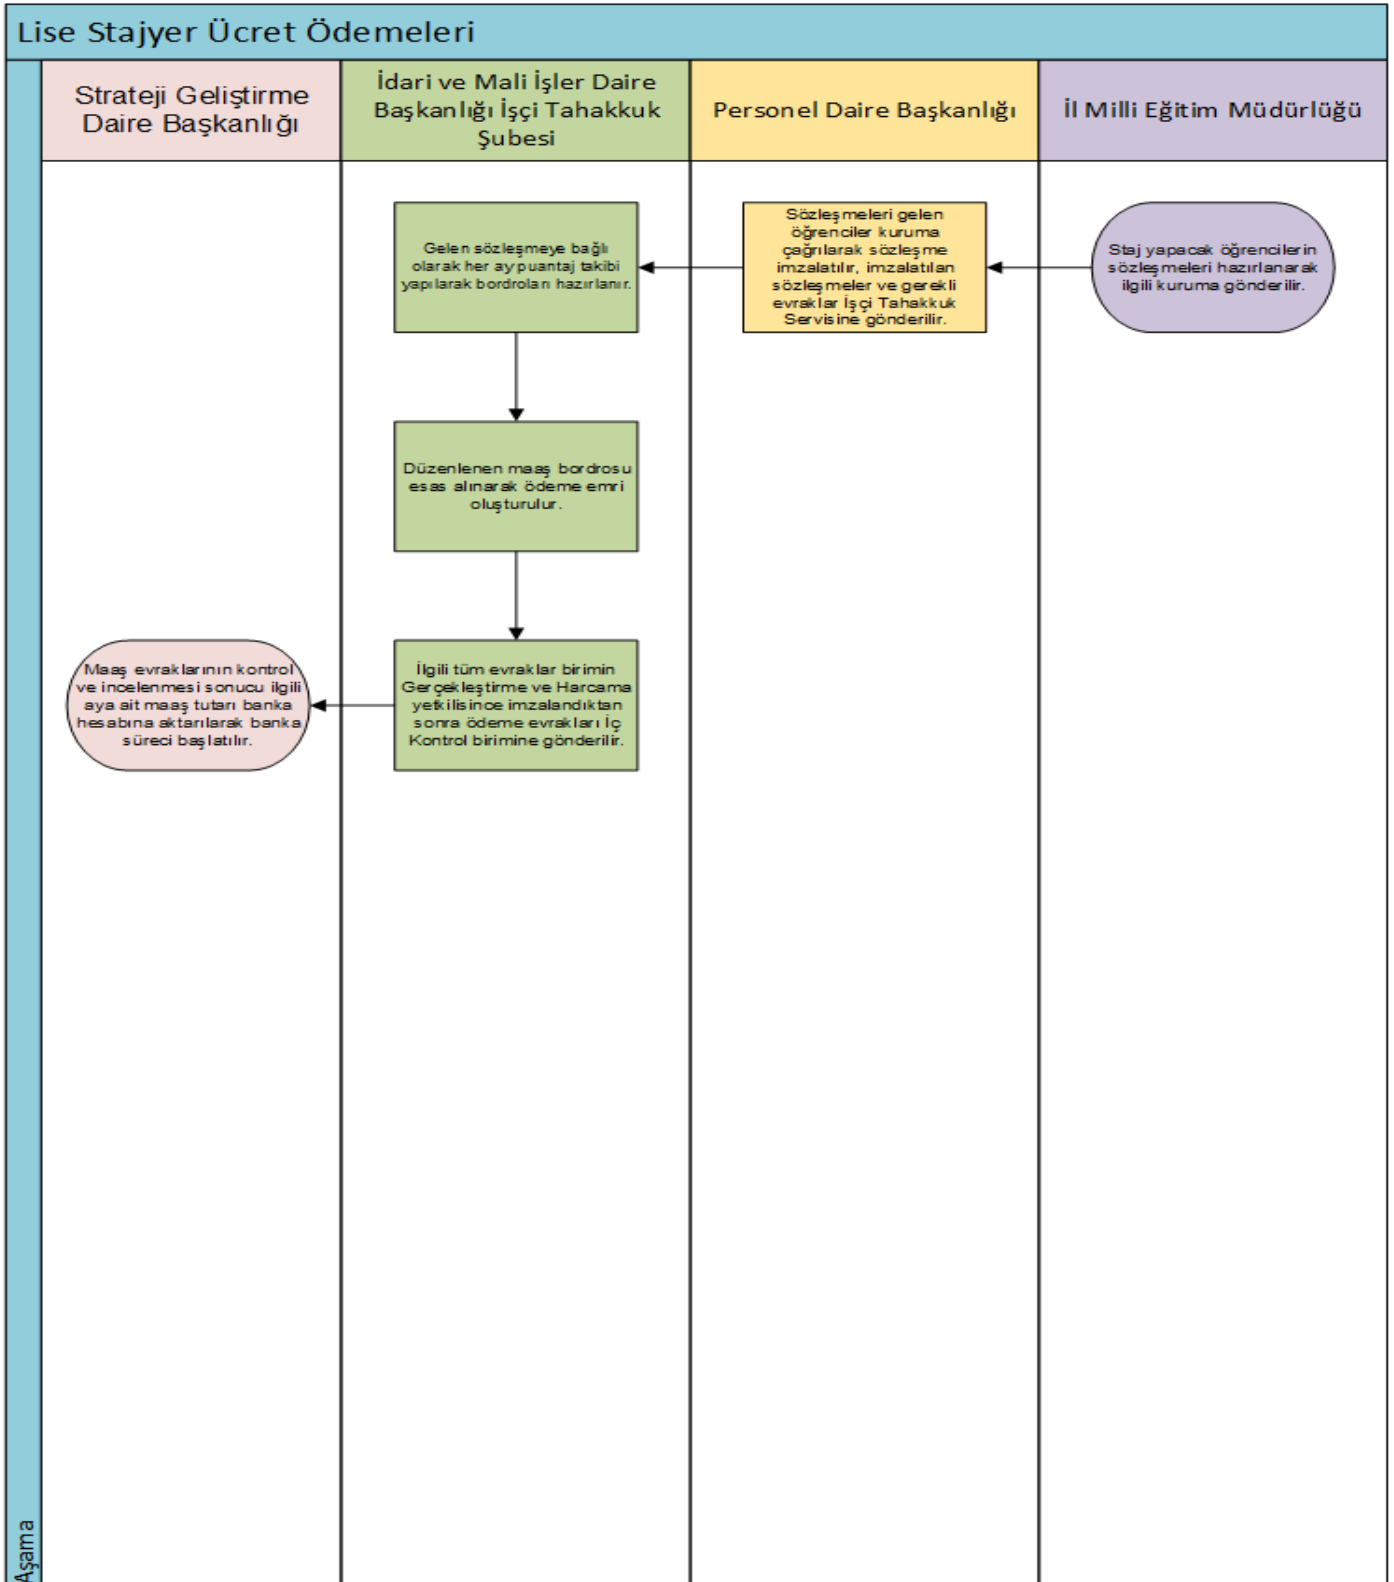 Lise Stajyer Ücret Ödemeleri
Strateji Geliştirme
Daire Başkanlığı
İdari ve Mali İşler Daire
Başkanlığı İşçi Tahakkuk
Şubesi
Personel Daire Başkanlığı
İl Milli Eğitim Müdürlüğü
Gelen sözleşmeye bağlı
olarak her ay puantaj takibi
yapılarak bordroları hazırlanır.
Sözleşmeleri gelen
öğrenciler kuruma
çağrılarak sözleşme
imzalatılır, imzalatılan
sözleşmeler ve gerekli
evraklar İşçi Tahakkuk
Servisine gönderilir.
Staj yapacak öğrencilerin
sözleşmeleri hazırlanarak
ilgili kuruma gönderilir.
Düzenlenen maaş bordrosu
esas alınarak ödeme emri
oluşturulur.
Maaş evraklarının kontrol
ve incelenmesi sonucu ilgili
aya ait maaş tutarı banka
hesabına aktarılarak banka
süreci başlatılır.
İlgili tüm evraklar birimin
Gerçekleştirme ve Harcama
yetkilisince imzalandıktan
sonra ödeme evrakları İç
Kontrol birimine gönderilir.
Aşama